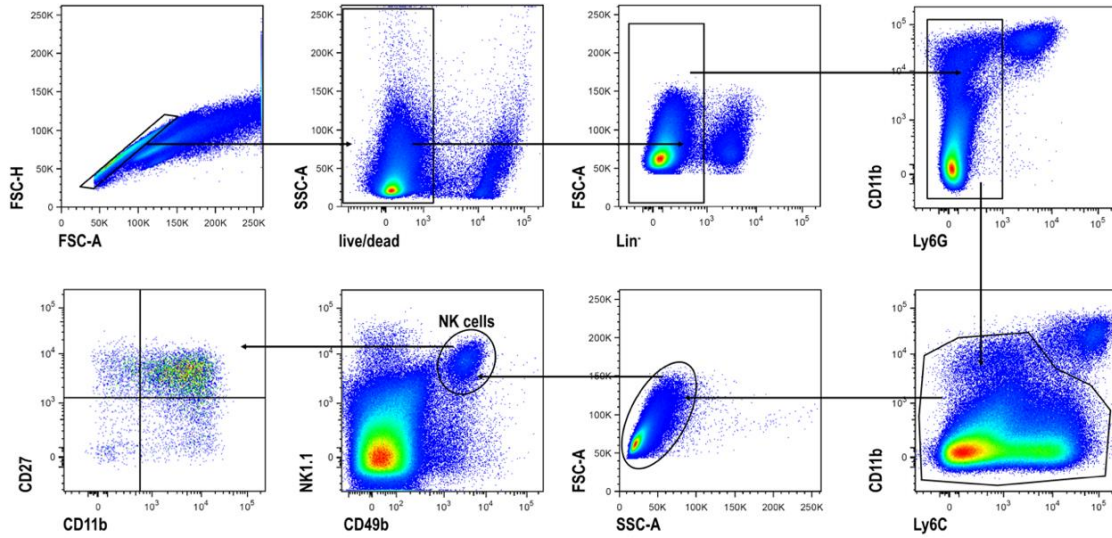 FSC-H
250K
200K
150K
100K
50K
0
0 50K 100K 150K 200K 250K
FSC-A
SSC-A
250K
200K
150K
100K
50K
0
0 10³ 10⁴ 10⁵
live/dead
FSC-A
250K
200K
150K
100K
50K
0
0 10³ 10⁴ 10⁵
Lin⁻
CD11b
10⁵
10⁴
10³
0
0 10³ 10⁴ 10⁵
Ly6G
CD27
10⁵
10⁴
10³
0
0 10³ 10⁴ 10⁵
CD11b
NK cells
NK1.1
10⁵
10⁴
10³
0
0 10² 10³ 10⁴ 10⁵
CD49b
FSC-A
250K
200K
150K
100K
50K
0
0 50K 100K 150K 200K 250K
SSC-A
CD11b
10⁵
10⁴
10³
0
0 10³ 10⁴ 10⁵
Ly6C